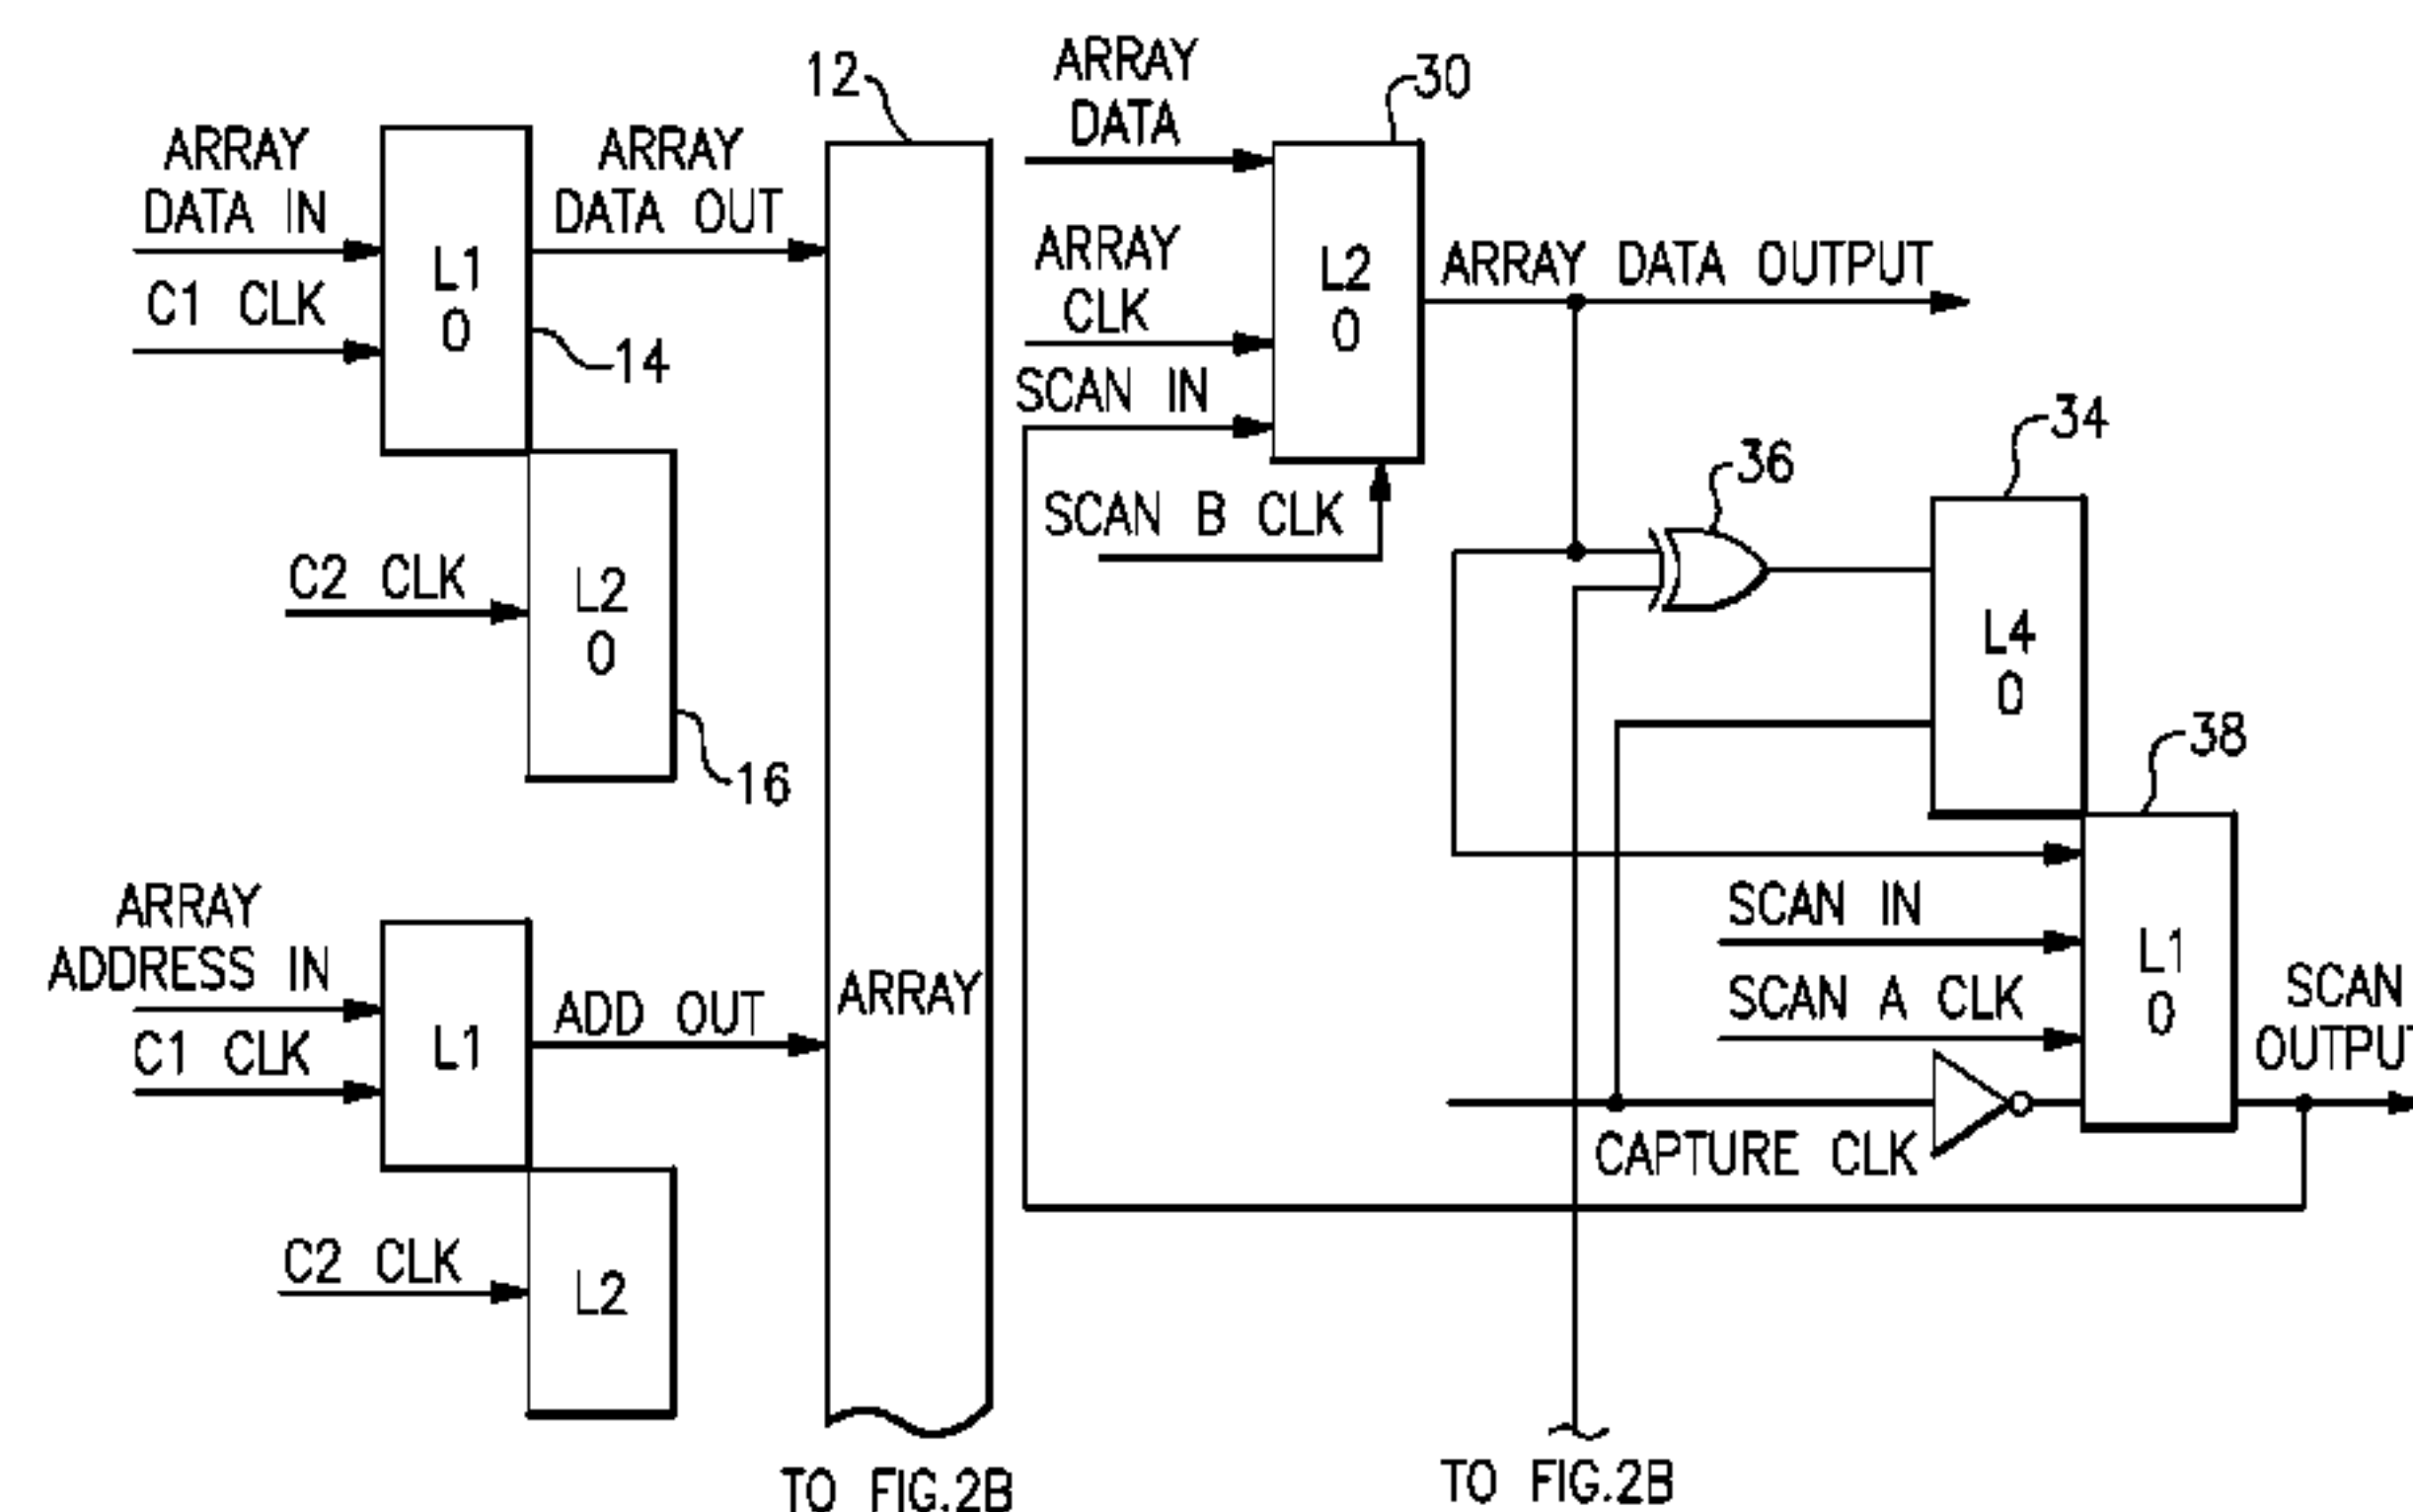 12
ARRAY
DATA
30
ARRAY
DATA IN
ARRAY
DATA OUT
C1 CLK
L1
0
14
ARRAY
CLK
L2
0
ARRAY DATA OUTPUT
SCAN IN
SCAN B CLK
36
34
C2 CLK
L2
0
16
L4
0
38
ARRAY
ADDRESS IN
C1 CLK
L1
ADD OUT
ARRAY
SCAN IN
SCAN A CLK
L1
0
SCAN
OUTPUT
CAPTURE CLK
C2 CLK
L2
TO FIG.2B
TO FIG.2B